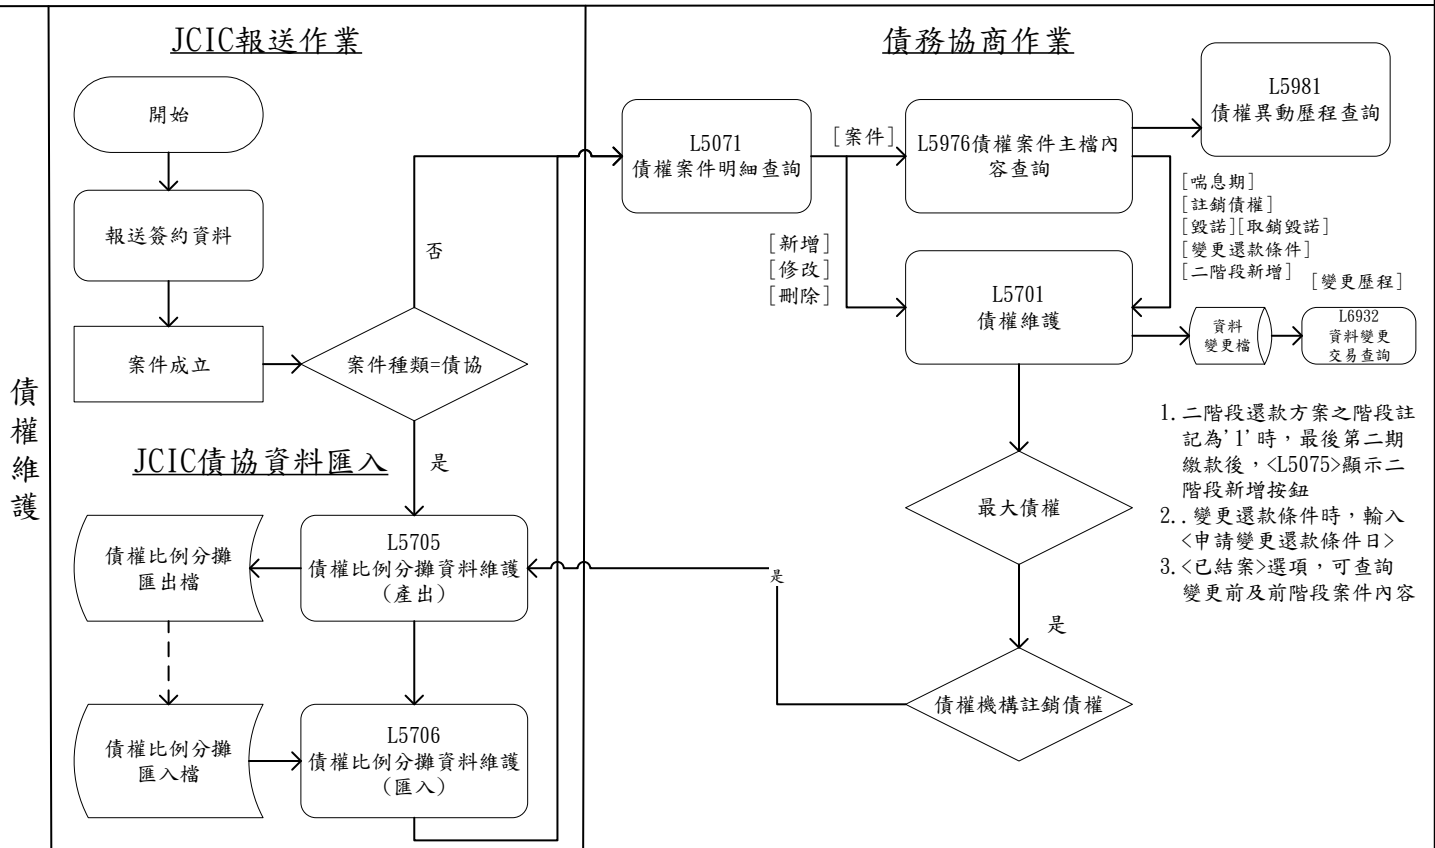 債權維護
JCIC報送作業
開始
報送簽約資料
案件成立
案件種類=債協
否
是
JCIC債協資料匯入
債權比例分攤
匯出檔
L5705
債權比例分攤資料維護
(產出)
債權比例分攤
匯入檔
L5706
債權比例分攤資料維護
(匯入)
債務協商作業
L5071
債權案件明細查詢
[案件]
L5976債權案件主檔內
容查詢
L5981
債權異動歷程查詢
[新增]
[修改]
[刪除]
[喘息期]
[註銷債權]
[毀諾][取銷毀諾]
[變更還款條件]
[二階段新增]
[變更歷程]
L5701
債權維護
資料
變更檔
L6932
資料變更
交易查詢
最大債權
是
債權機構註銷債權
是
1.二階段還款方案之階段註
記為'1'時，最後第二期
繳款後，<L5075>顯示二
階段新增按鈕
2..變更還款條件時，輸入
<申請變更還款條件日>
3.<已結案>選項，可查詢
變更前及前階段案件內容